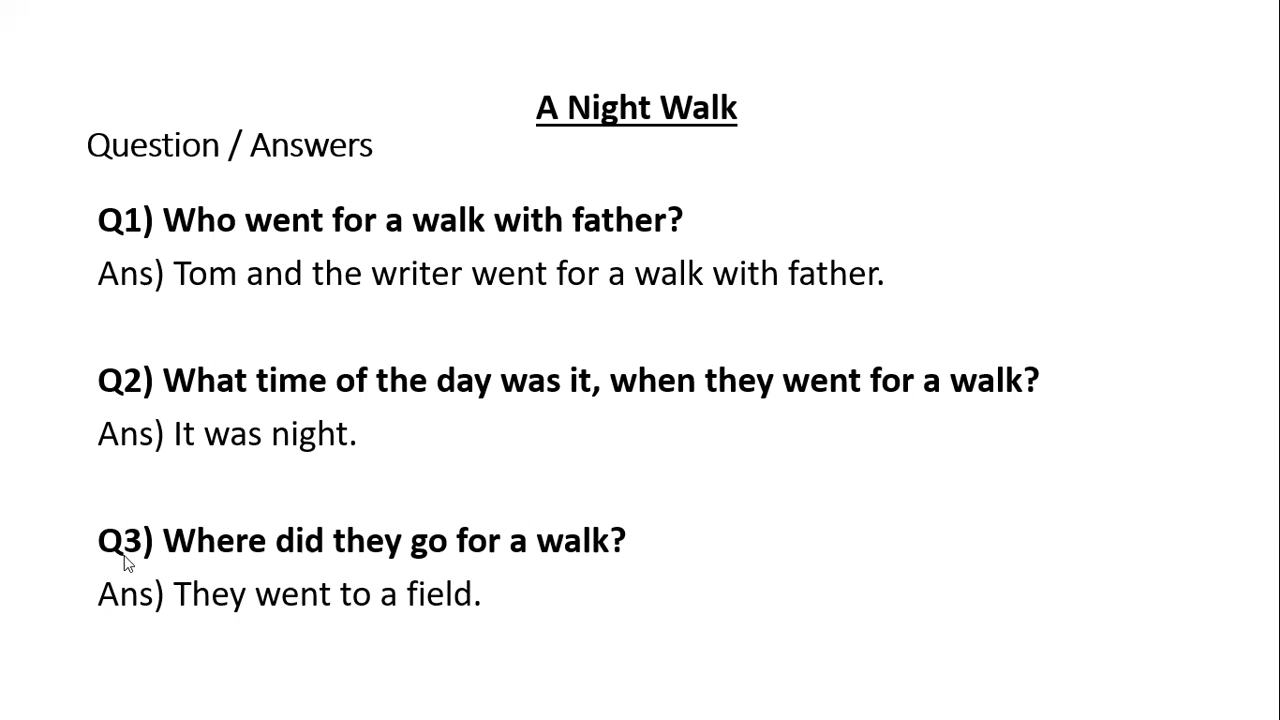 A Night Walk
Question / Answers
Q1) Who went for a walk with father?
Ans) Tom and the writer went for a walk with father.
Q2) What time of the day was it, when they went for a walk?
Ans) It was night.
Q3) Where did they go for a walk?
Ans) They went to a field.